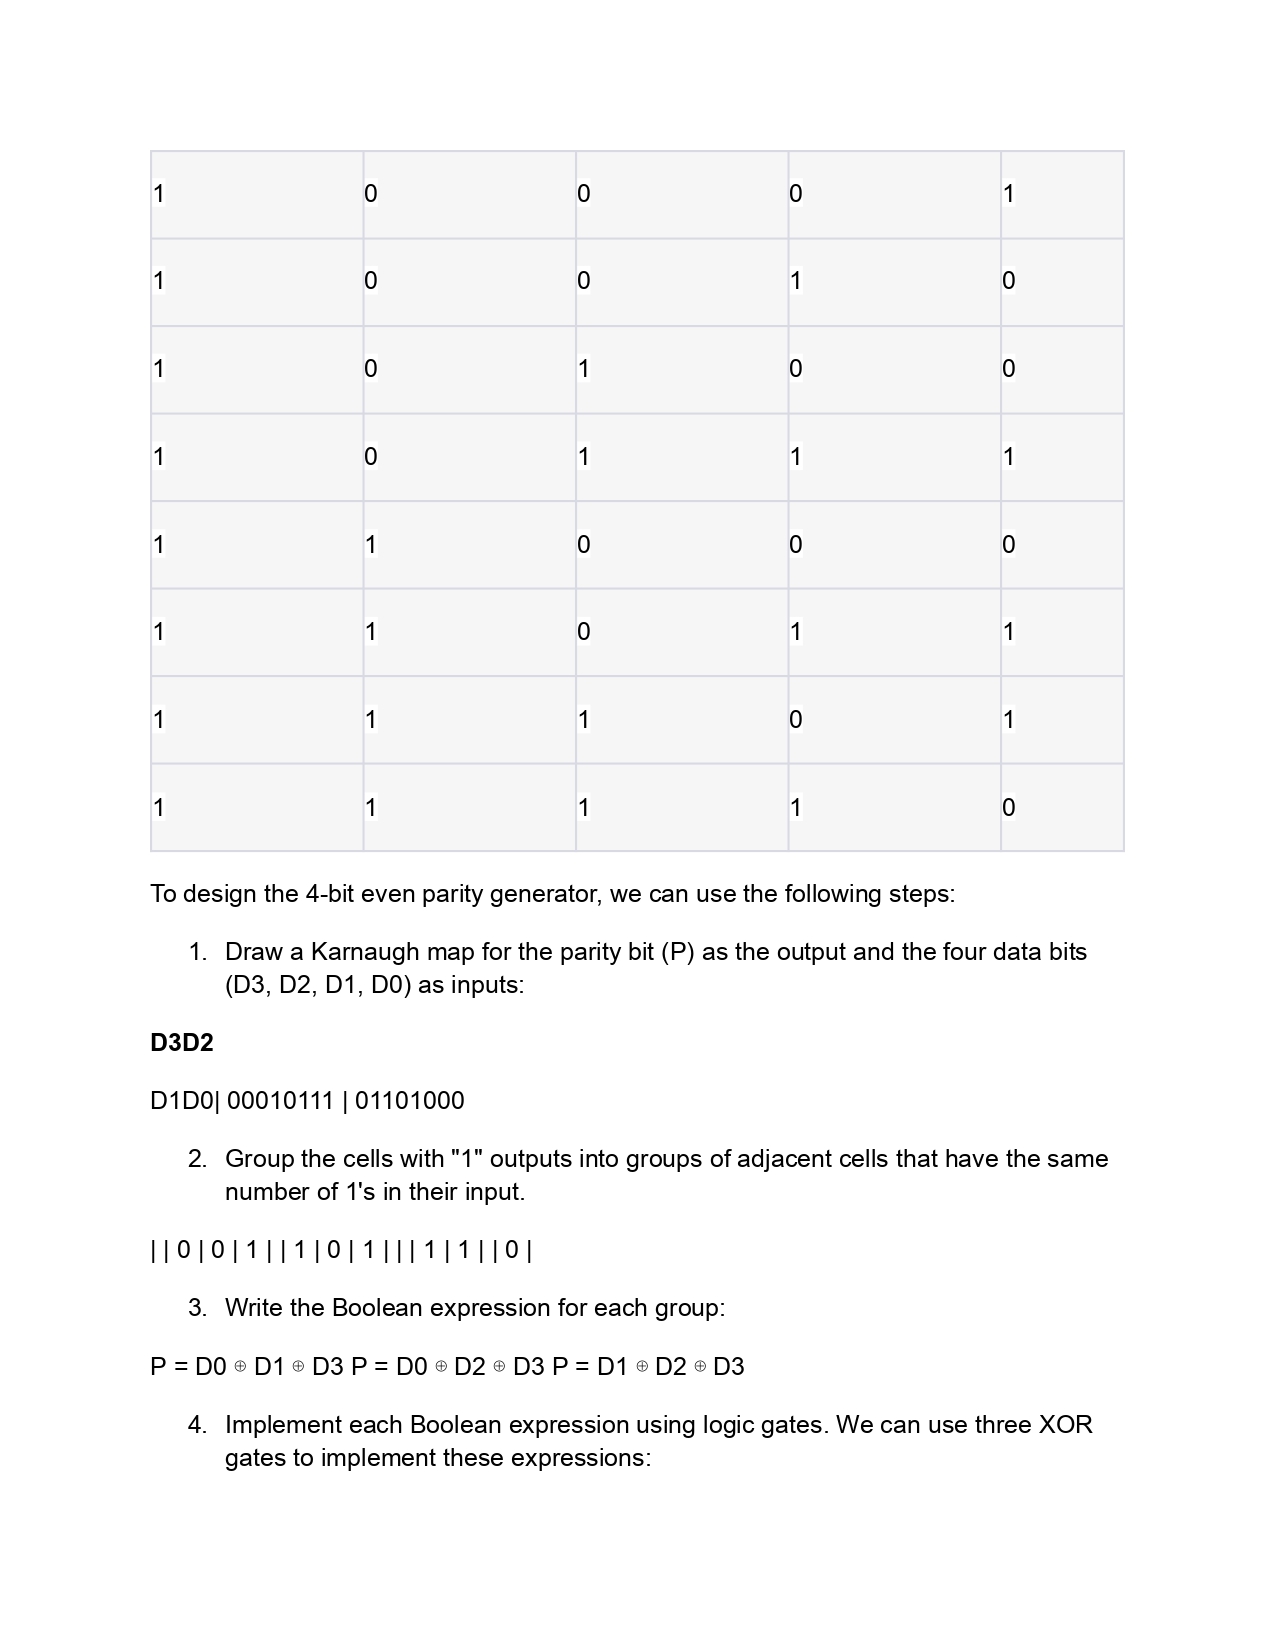 1 0 0 0 1
1 0 0 1 0
1 0 1 0 0
1 0 1 1 1
1 1 0 0 0
1 1 0 1 1
1 1 1 0 1
1 1 1 1 0
To design the 4-bit even parity generator, we can use the following steps:
1. Draw a Karnaugh map for the parity bit (P) as the output and the four data bits
(D3, D2, D1, D0) as inputs:
D3D2
D1D0| 00010111 | 01101000
2. Group the cells with "1" outputs into groups of adjacent cells that have the same
number of 1's in their input.
| | 0 | 0 | 1 | | 1 | 0 | 1 | | | 1 | 1 | | 0 |
3. Write the Boolean expression for each group:
P = D0 ⊕ D1 ⊕ D3 P = D0 ⊕ D2 ⊕ D3 P = D1 ⊕ D2 ⊕ D3
4. Implement each Boolean expression using logic gates. We can use three XOR
gates to implement these expressions: